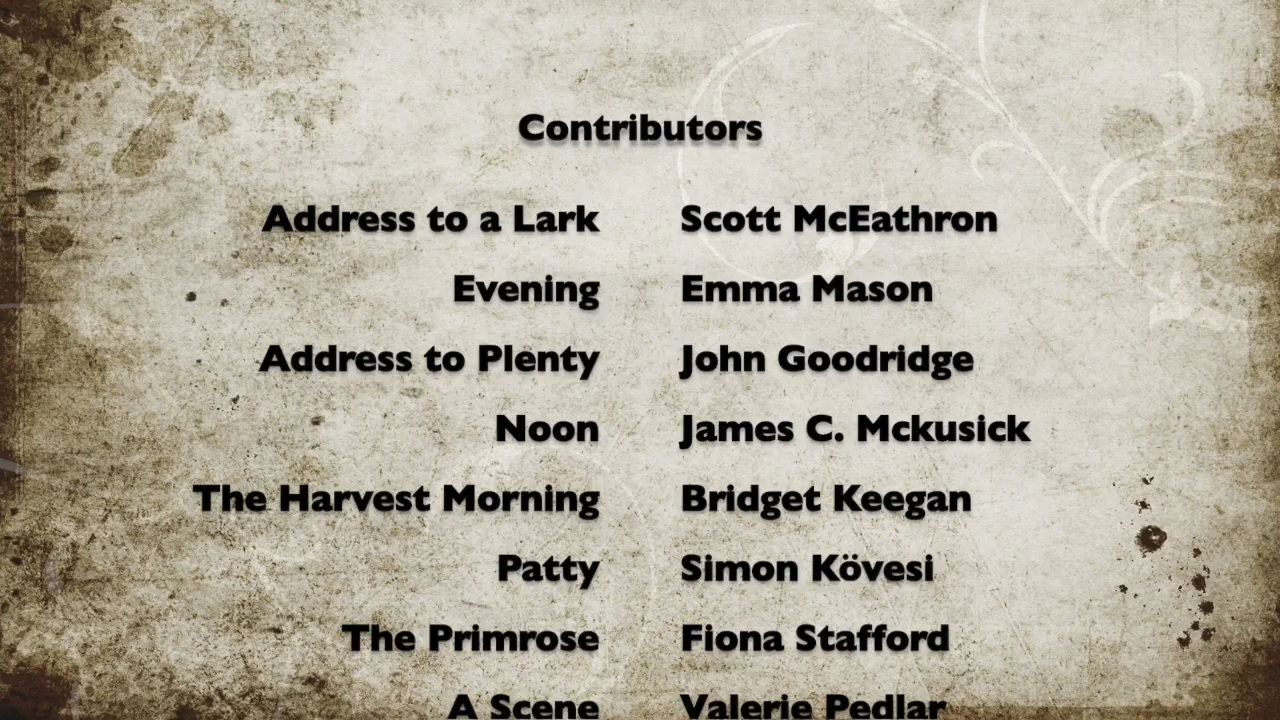 Contributors
Address to a Lark Scott McEathron
Evening Emma Mason
Address to Plenty John Goodridge
Noon James C. Mckusick
The Harvest Morning Bridget Keegan
Patty Simon Kövesi
The Primrose Fiona Stafford
A Scene Valerie Pedlar